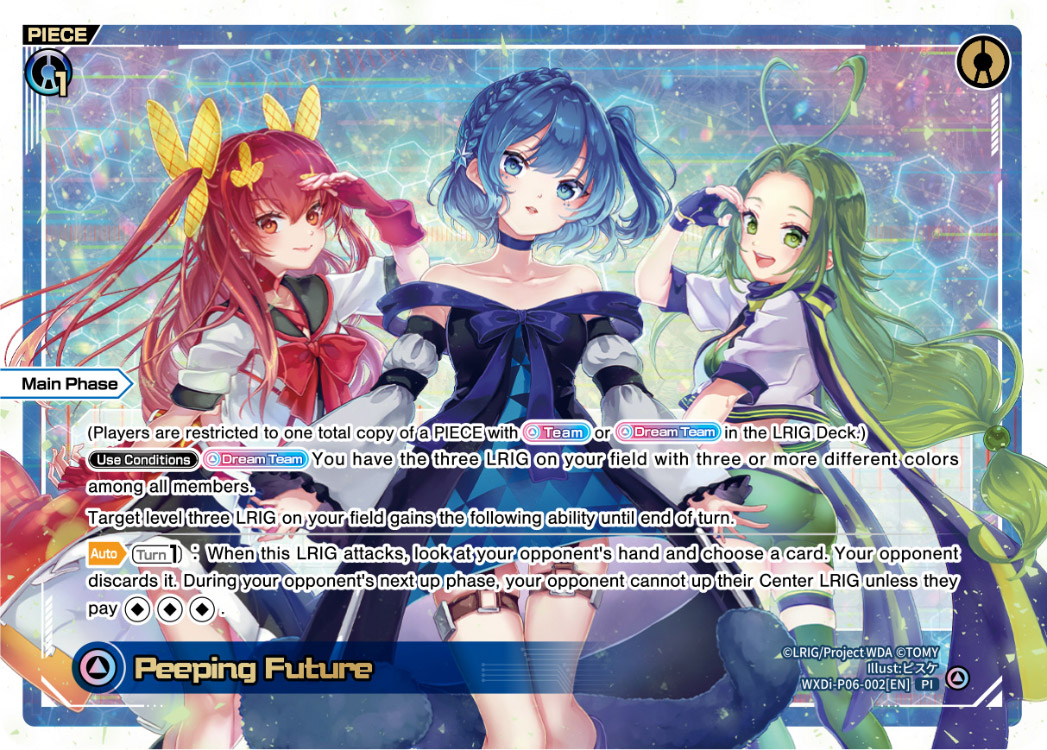 PIECE
1
Main Phase
(Players are restricted to one total copy of a PIECE with Team or Dream Team in the LRIG Deck.)
Use Conditions Dream Team You have the three LRIG on your field with three or more different colors
among all members.
Target level three LRIG on your field gains the following ability until end of turn.
Auto Turn 1 : When this LRIG attacks, look at your opponent's hand and choose a card. Your opponent
discards it. During your opponent's next up phase, your opponent cannot up their Center LRIG unless they
pay ◆ ◆ ◆ .
Peeping Future
©LRIG/Project WDA ©TOMY
Illust:ビスケ
WXDi-P06-002[EN] PI